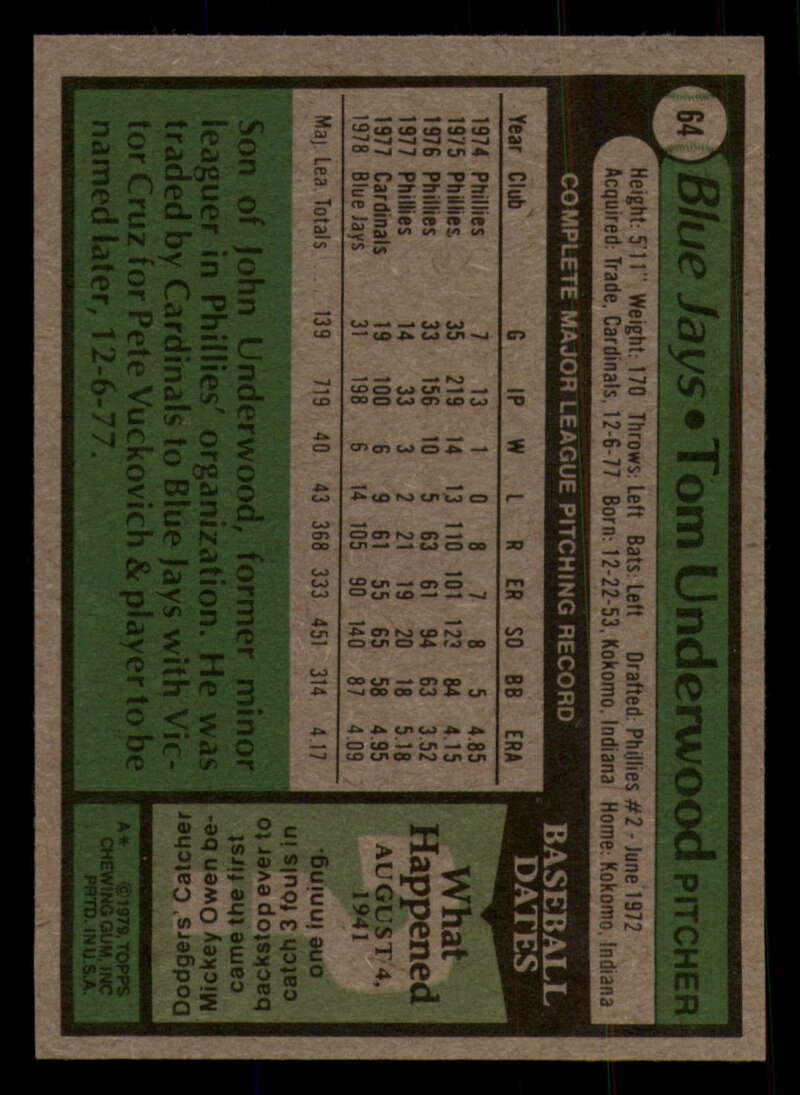 64
Blue Jays • Tom Underwood PITCHER
Height: 5'11" Weight: 170 Throws: Left Bats: Left Drafted: Phillies #2 - June 1972
Acquired: Trade, Cardinals, 12-6-77 Born: 12-22-53, Kokomo, Indiana Home: Kokomo, Indiana
COMPLETE MAJOR LEAGUE PITCHING RECORD
Year Club G IP W L R ER SO BB ERA
1974 Phillies 7 13 1 0 8 7 8 5 4.85
1975 Phillies 35 219 14 13 110 101 123 84 4.15
1976 Phillies 33 156 10 5 63 61 94 63 3.52
1977 Phillies 14 33 3 2 21 19 20 18 5.18
1977 Cardinals 19 100 6 9 61 55 65 58 4.95
1978 Blue Jays 31 198 6 14 105 90 140 87 4.09
Maj. Lea Totals .... 139 719 40 43 368 333 451 314 4.17
Son of John Underwood, former minor
leaguer in Phillies' organization. He was
traded by Cardinals to Blue Jays with Vic-
tor Cruz for Pete Vuckovich & player to be
named later, 12-6-77.
BASEBALL
DATES
What
Happened
AUGUST 4,
1941
Dodgers' Catcher
Mickey Owen be-
came the first
backstop ever to
catch 3 fouls in
one inning.
A* ©1979, TOPPS
CHEWING GUM, INC
PRTD. IN U.S.A.